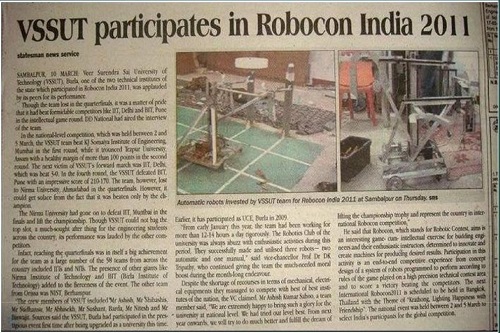 VSSUT participates in Robocon India 2011
statesman news service
SAMBALPUR, 10 MARCH: Veer Surendra Sai University of
Technology (VSSUT), Burla, one of the two technical institutes of
the state which participated in Robocon India 2011, was applauded
by its peers for its performance.
Though the team lost in the quarterfinals, it was a matter of pride
that it had beat formidable competitors like IIT, Delhi and BIT, Pune
in the intellectual game round. DD National had aired the interview
of the team.
In the national-level competition, which was held between 2 and
5 March, the VSSUT team beat KJ Somaiya Institute of Engineering,
Mumbai in the first round, while it trounced Tezpur University,
Assam with a healthy margin of more than 100 points in the second
round. The next victim of VSSUT's forward march was IIT, Delhi,
which was beat 3-0. In the fourth round, the VSSUT defeated BIT,
Pune with an impressive score of 210-170. The team, however, lost
to Nirma University, Ahmadabad in the quarterfinals. However, it
could get solace from the fact that it was beaten only by the
champion.
The Nirma University had gone on to defeat IIT, Mumbai in the
finals and lift the championship. Though VSSUT could not bag the
top slot, a much-sought after thing for the engineering students
across the country, its performance was lauded by the other
competitors.
Infact, reaching the quarterfinals was in itself a big achievement
for the team as a large number of the 58 teams from across the
country included IITs and NITs. The presence of other giants like
Nirma Institute of Technology and BIT (Birla Institute of
Technology) added to the fierceness of the event. The other team
from Orissa was NIST, Berhampur.
The crew members of VSSUT included Mr Asbash, Mr
Mr Sudhansu, Mr Abhisekh, Mr Sushant, Harith, Mr Nitesh and Mr
Sources said the VSSUT had participated in the
event first time after being upgraded as a university this time.
Automatic robots invested by VSSUT team for Robocon India 2011 at Sambalpur on Thursday. SNS
Earlier, it has participated as UCE, Burla in 2009.
"From early January this year, the team had been working for
more than 12-14 hours a day rigorously. The Robotics Club of the
university was always abuzz with enthusiastic activities during this
period. They successfully made and utilised three robots – two
automatic and one manual," said vice-chancellor Prof Dr DK
Tripathy, who continued giving the team the much-needed moral
boost during the month-long endeavour.
Despite the shortage of resources in terms of mechanical,
equipments they managed to compete with best of best
of the nation, the VC claimed. Mr Ashesh Kumar Sahoo, a team
member said, "We are extremely happy to bring such a glory for the
university at national level. We had tried out level best. From next
year onwards, we will try to do much better and fulfil the dream of
lifting the championship trophy and represent the country in
international Robocon competition."
He said that Robocon, which stands for Robotic Contest, aims is
an interesting game cum intellectual exercise for building
and their enthusiastic instructors, determined to innovate and
create machines for producing desired results. Participation in this
activity is an end-to-end competitive experience from concept
design of a system of robots programmed to perform according to
rules of the game played on a high precision technical contest area
and to score a victory beating the competitors. The next
international Robocon2011 is scheduled to be held in Bangkok,
Thailand with the Theme of 'Krathong, Lighting Happiness with
Friendship'. The national event was held between 2 and 5 March to